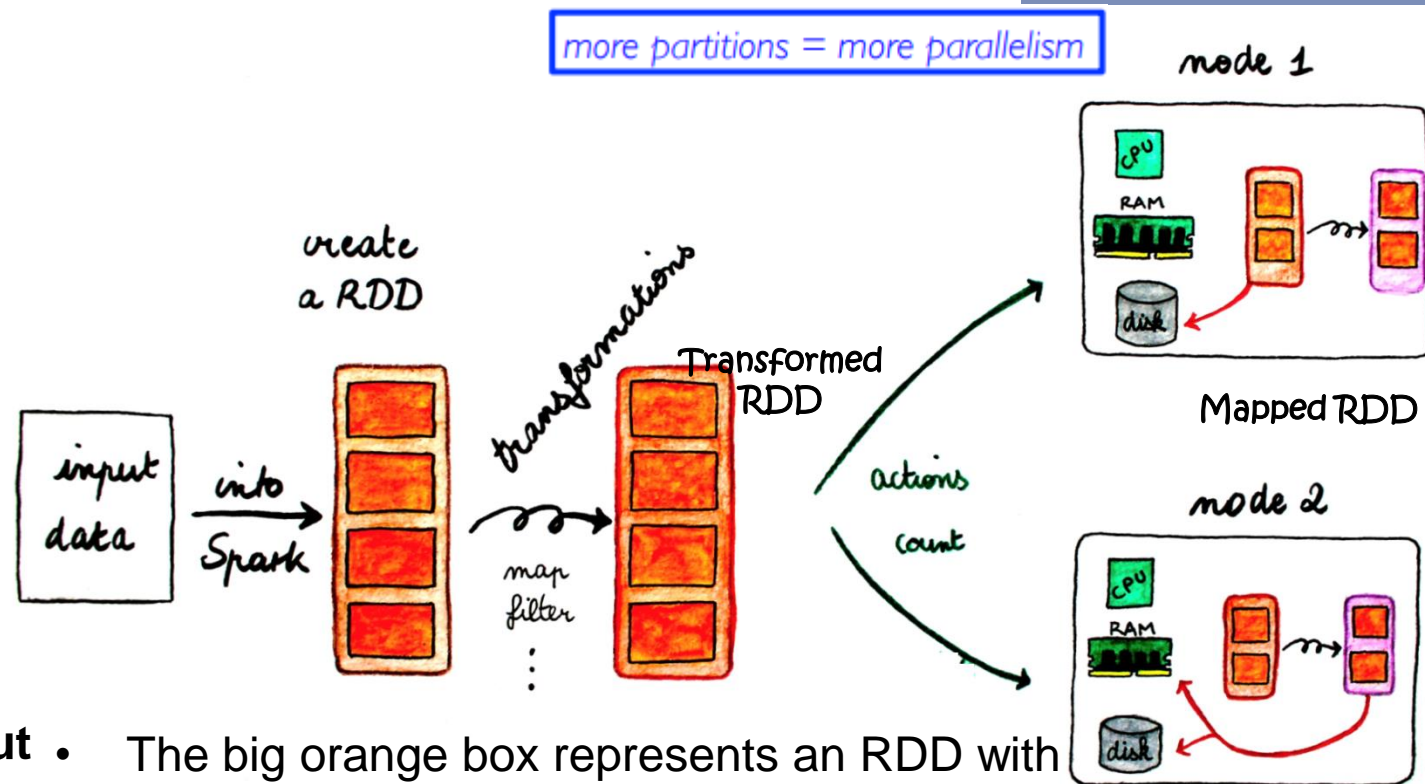 more partitions = more parallelism
node 1
CPU
RAM
disk
create
a RDD
transformations
Transformed
RDD
Mapped RDD
input
data
into
Spark
map
filter
actions
count
node 2
CPU
RAM
disk
ut • The big orange box represents an RDD with